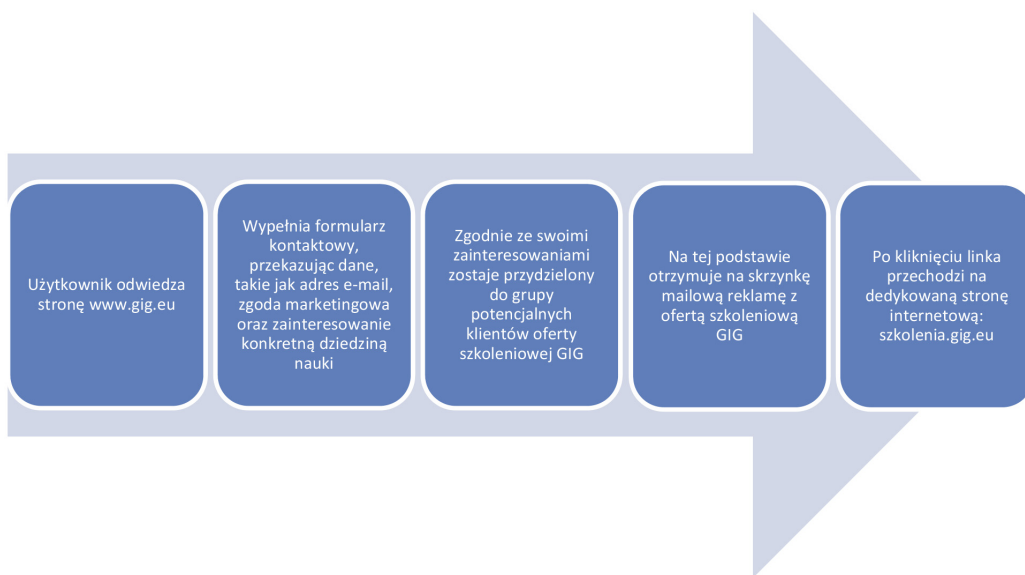 Użytkownik odwiedza
stronę www.gig.eu
Wypełnia formularz
kontaktowy,
przekazując dane,
takie jak adres e-mail,
zgoda marketingowa
oraz zainteresowanie
konkretną dziedziną
nauki
Zgodnie ze swoimi
zainteresowaniami
zostaje przydzielony
do grupy
potencjalnych
klientów oferty
szkoleniowej GIG
Na tej podstawie
otrzymuje na skrzynkę
mailową reklamę z
ofertą szkoleniową
GIG
Po kliknięciu linka
przechodzi na
dedykowaną stronę
internetową:
szkolenia.gig.eu